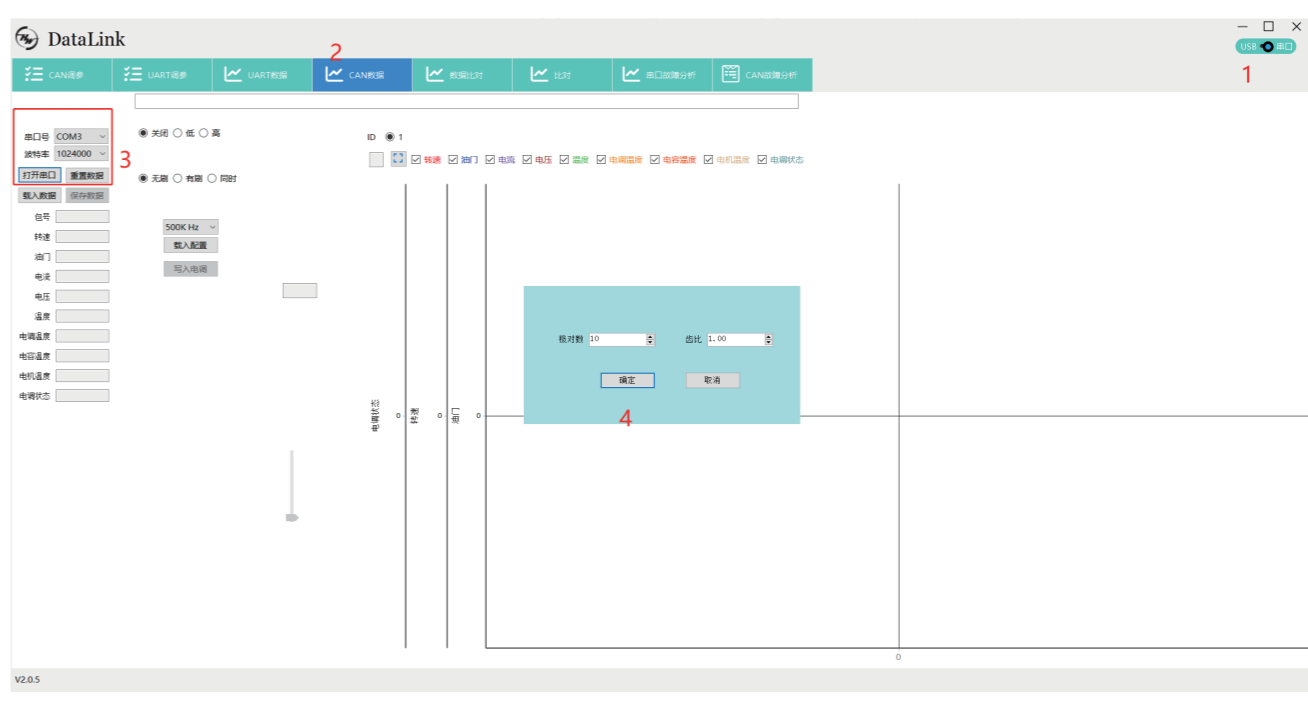 DataLink
USB 串口
1
2
CAN调参 UART调参 UART数据 CAN数据 数据比对 比对 串口故障分析 CAN故障分析
串口号 COM3
波特率 1024000
3
打开串口 重置数据
载入数据 保存数据
关闭 低 高
ID 1
转速 油门 电流 电压 温度 电调温度 电容温度 电机温度 电调状态
无刷 有刷 同时
包号
转速
油门
电流
电压
温度
电调温度
电容温度
电机温度
电调状态
500K Hz
载入配置
写入电调
极对数 10 齿比 1.00
确定 取消
4
电调状态 0 转速 0 油门 0
0
V2.0.5